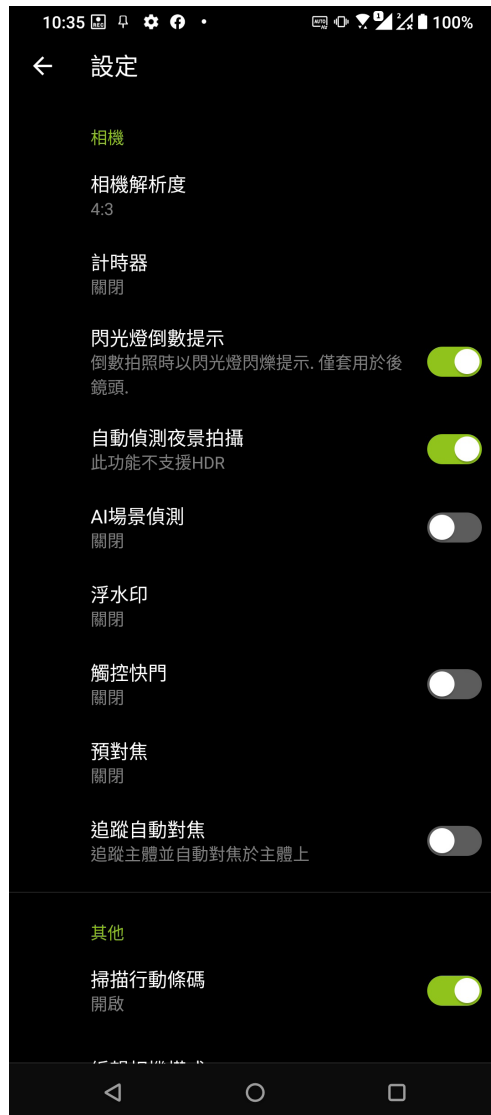 10:35 100%
設定
相機
相機解析度
4:3
計時器
關閉
閃光燈倒數提示
倒數拍照時以閃光燈閃爍提示. 僅套用於後
鏡頭.
自動偵測夜景拍攝
此功能不支援HDR
AI場景偵測
關閉
浮水印
關閉
觸控快門
關閉
預對焦
關閉
追蹤自動對焦
追蹤主體並自動對焦於主體上
其他
掃描行動條碼
開啟